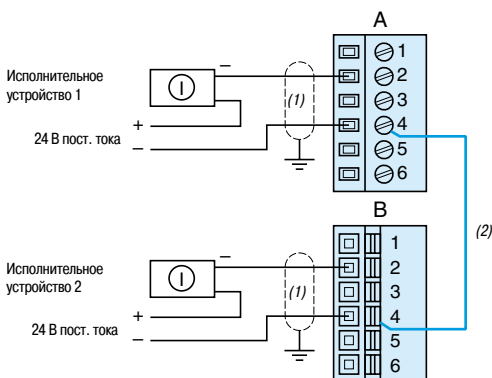 A
1
2
3
4
5
6
Исполнительное
устройство 1
–
(1)
+
24 В пост. тока
–
(2)
B
1
2
3
4
5
6
Исполнительное
устройство 2
–
(1)
+
24 В пост. тока
–